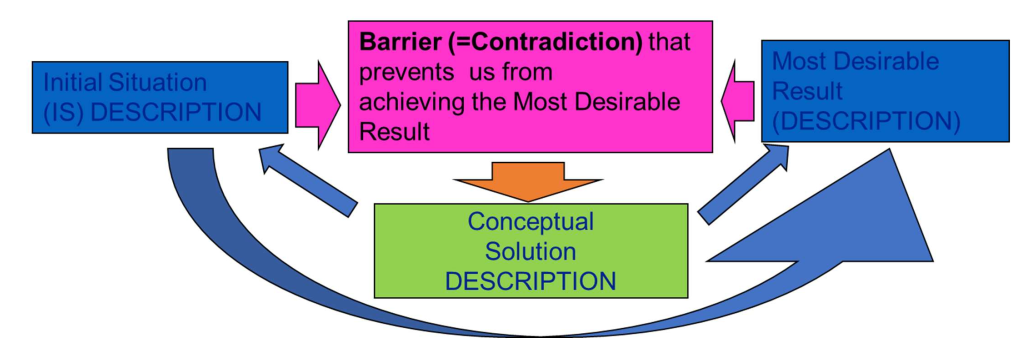 Initial Situation
(IS) DESCRIPTION
Barrier (=Contradiction) that
prevents us from
achieving the Most Desirable
Result
Most Desirable
Result
(DESCRIPTION)
Conceptual
Solution
DESCRIPTION